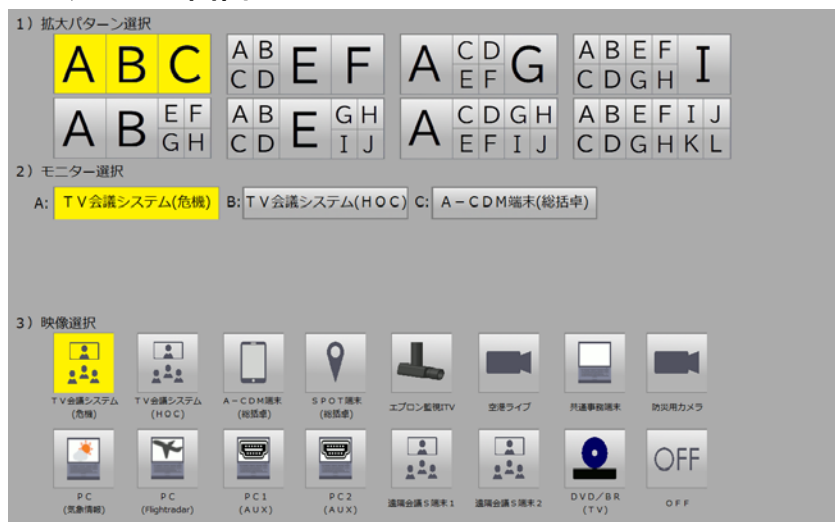 1）拡大パターン選択
A B C
A B
C D
E F
A
C D
E F
G
A B E F
C D G H
I
A B
E F
G H
A B
C D
E
G H
I J
A
C D G H
E F I J
A B E F I J
C D G H K L
2）モニター選択
A: ＴＶ会議システム(危機) B: ＴＶ会議システム(ＨＯＣ) C: Ａ－ＣＤＭ端末(総括卓)
3）映像選択
ＴＶ会議システム
(危機)
ＴＶ会議システム
(ＨＯＣ)
Ａ－ＣＤＭ端末
(総括卓)
ＳＰＯＴ端末
(総括卓)
エプロン監視ITV
空港ライブ
共通事務端末
防災用カメラ
ＰＣ
(気象情報)
ＰＣ
(Flightradar)
ＰＣ１
(ＡＵＸ)
ＰＣ２
(ＡＵＸ)
遠隔会議Ｓ端末１
遠隔会議Ｓ端末２
ＤＶＤ／ＢＲ
(ＴＶ)
OFF
ＯＦＦ